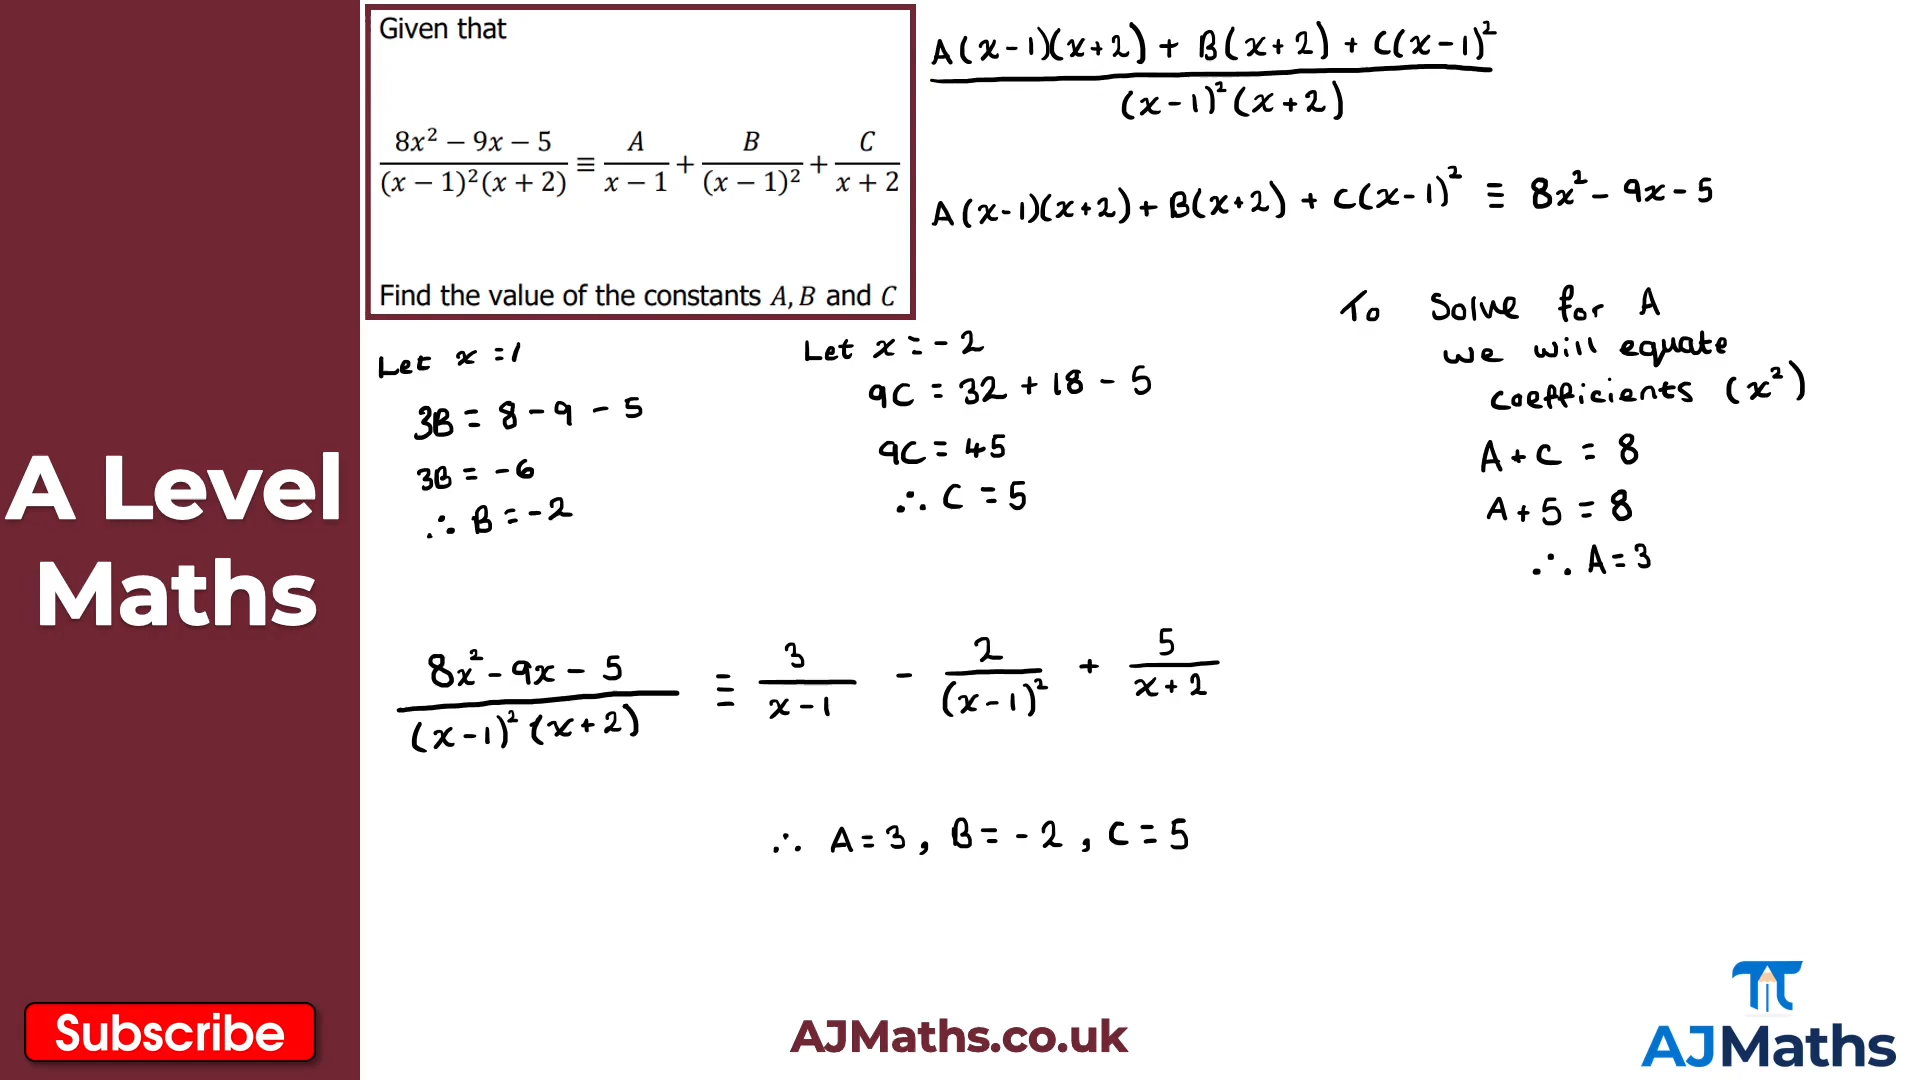 A Level
Maths
Subscribe
Given that
8x² − 9x − 5 / (x − 1)²(x + 2) ≡ A / x − 1 + B / (x − 1)² + C / x + 2
Find the value of the constants A, B and C
A(x-1)(x+2) + B(x+2) + C(x-1)² / (x-1)²(x+2)
A(x-1)(x+2) + B(x+2) + C(x-1)² ≡ 8x² - 9x - 5
Let x = 1
3B = 8 - 9 - 5
3B = -6
∴ B = -2
Let x = -2
9C = 32 + 18 - 5
9C = 45
∴ C = 5
To Solve for A
we will equate
coefficients (x²)
A + C = 8
A + 5 = 8
∴ A = 3
8x² - 9x - 5 / (x-1)²(x+2) ≡ 3 / x-1 - 2 / (x-1)² + 5 / x+2
∴ A = 3, B = -2, C = 5
AJMaths.co.uk
AJMaths